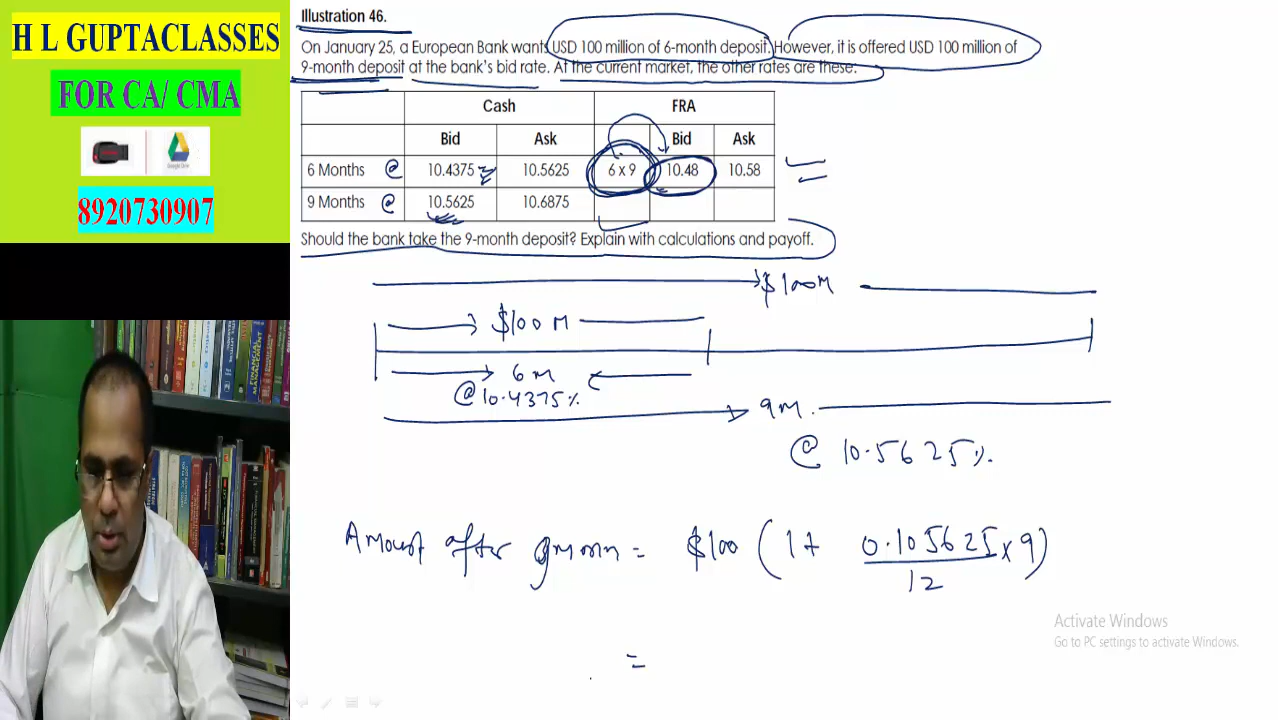 H L GUPTACLASSES
FOR CA/ CMA
8920730907
Illustration 46.
On January 25, a European Bank wants USD 100 million of 6-month deposit. However, it is offered USD 100 million of
9-month deposit at the bank's bid rate. At the current market, the other rates are these:
Cash FRA
Bid Ask Bid Ask
6 Months @ 10.4375 10.5625 6 x 9 10.48 10.58
9 Months @ 10.5625 10.6875
Should the bank take the 9-month deposit? Explain with calculations and payoff.
$100M
$100 M
6 M
@10.4375%
9M.
@ 10.5625%
Amount after 9 = $100 (1+ 0.105625 x 9)
12
=
Activate Windows
Go to PC settings to activate Windows.